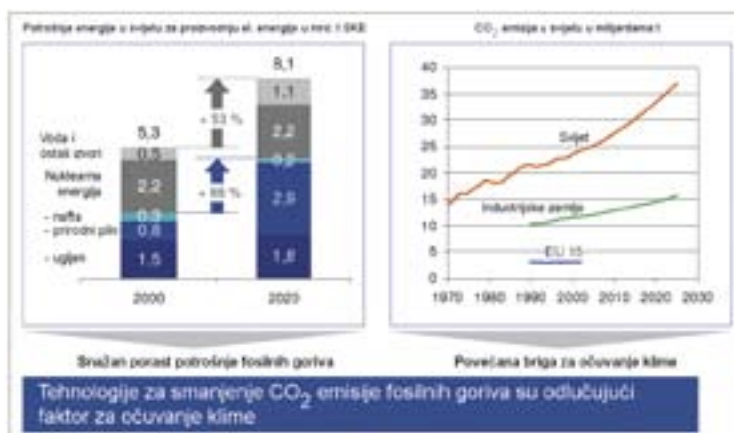 Potrošnja energije u svijetu za proizvodnju el. energije u mrd. t SKE
8,1
1,1
+ 53 %
5,3
2,2
Voda i
ostali izvori
0,5
0,2
Nuklearna
energija
2,2
2,9
- nafta
0,3
- prirodni plin
0,8
- ugljen
1,5
1,8
2000
2020
Snažan porast potrošnje fosilnih goriva
CO2 emisija u svijetu u milijardama t
40
35
30
25
20
15
10
5
0
Svijet
Industrijske zemlje
EU 15
1970
1980
1990
2000
2010
2020
2030
Povećana briga za očuvanje klime
Tehnologije za smanjenje CO2 emisije fosilnih goriva su odlučujući
faktor za očuvanje klime